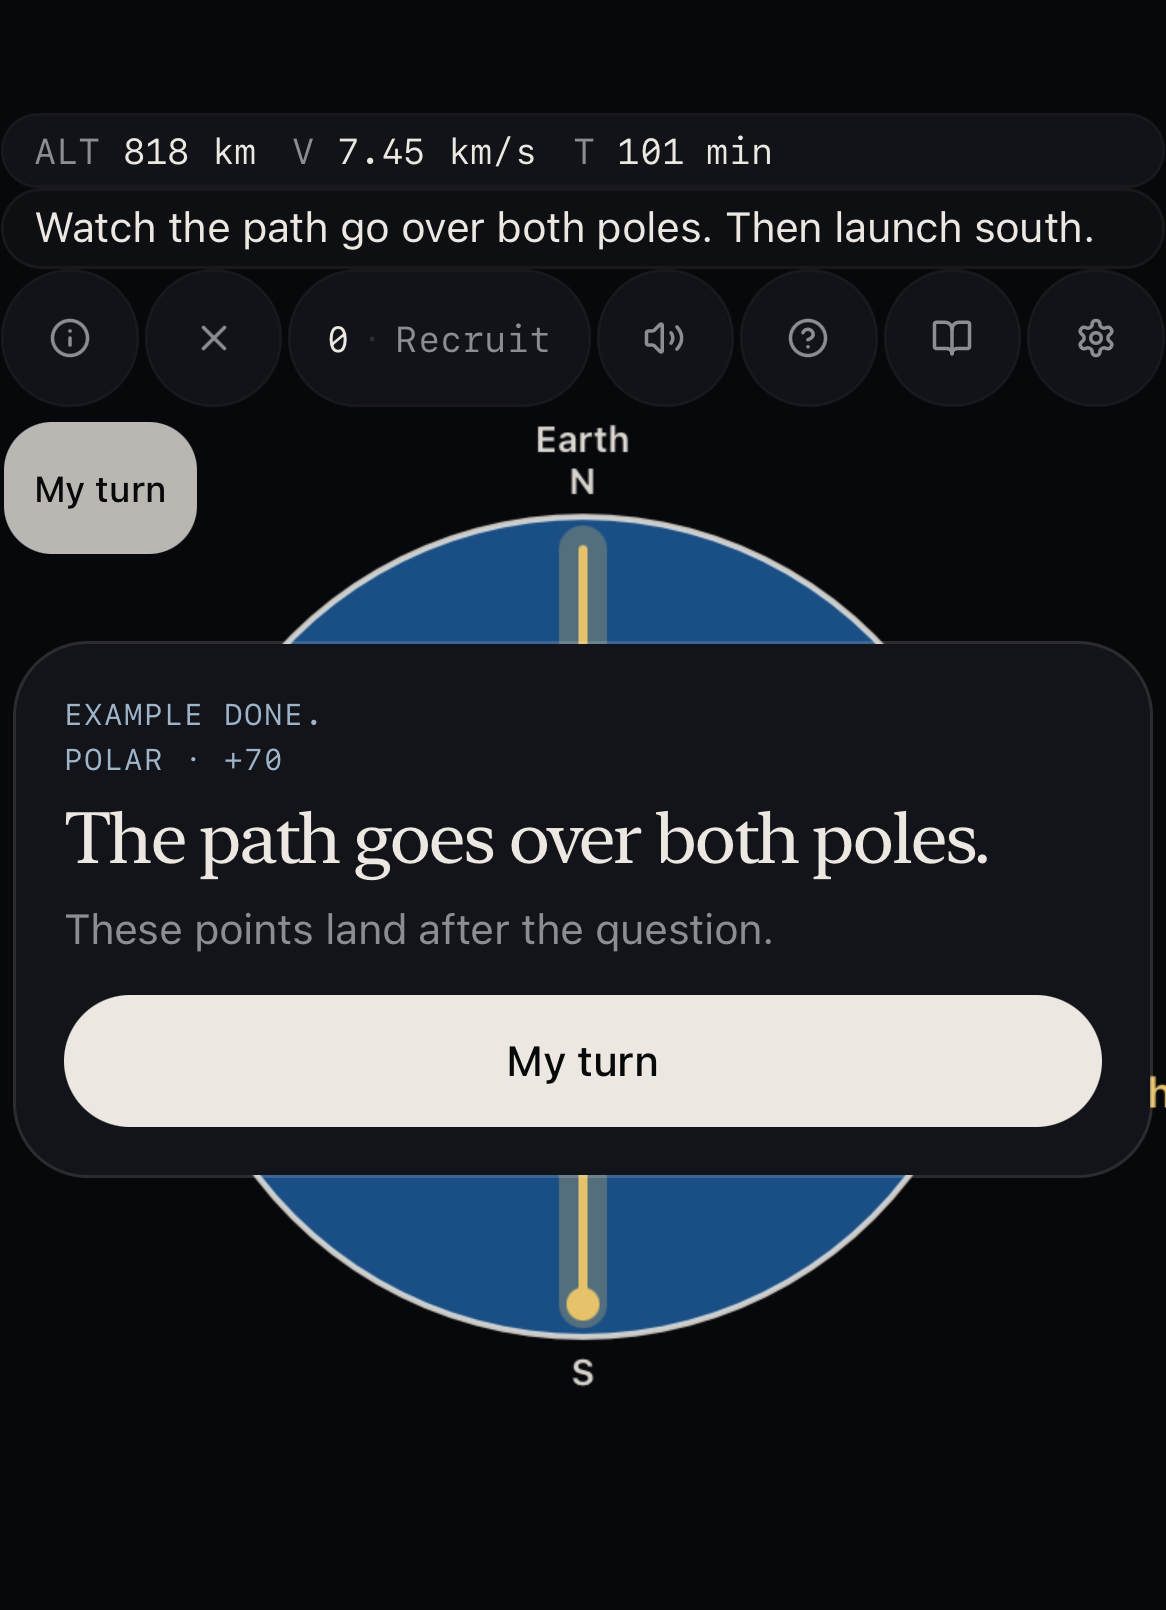 ALT 818 km V 7.45 km/s T 101 min
Watch the path go over both poles. Then launch south.
0 · Recruit
My turn
Earth
N
EXAMPLE DONE.
POLAR · +70
The path goes over both poles.
These points land after the question.
My turn
S